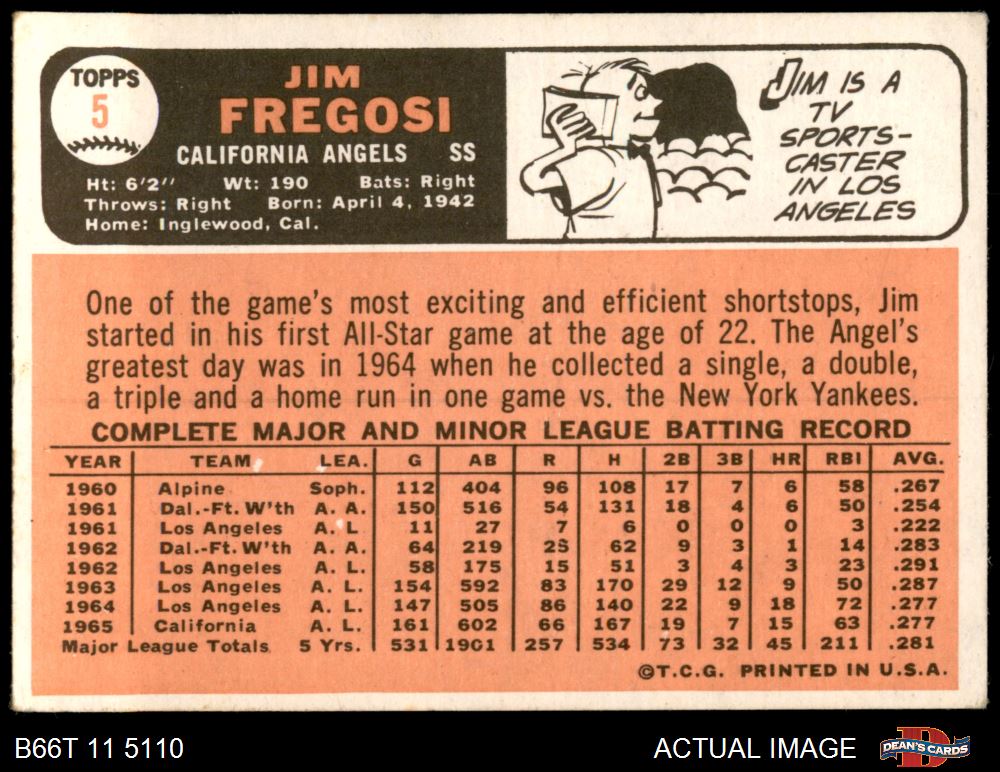 TOPPS
5
JIM
FREGOSI
CALIFORNIA ANGELS SS
Ht: 6'2" Wt: 190 Bats: Right
Throws: Right Born: April 4, 1942
Home: Inglewood, Cal.
JIM IS A
TV
SPORTS-
CASTER
IN LOS
ANGELES
One of the game's most exciting and efficient shortstops, Jim
started in his first All-Star game at the age of 22. The Angel's
greatest day was in 1964 when he collected a single, a double,
a triple and a home run in one game vs. the New York Yankees.
COMPLETE MAJOR AND MINOR LEAGUE BATTING RECORD
YEAR TEAM LEA. G AB R H 2B 3B HR RBI AVG.
1960 Alpine Soph. 112 404 96 108 17 7 6 58 .267
1961 Dal.-Ft. W'th A. A. 150 516 54 131 18 4 6 50 .254
1961 Los Angeles A. L. 11 27 7 6 0 0 0 3 .222
1962 Dal.-Ft. W'th A. A. 64 219 62 9 3 1 14 .283
1962 Los Angeles A. L. 58 175 15 51 3 4 3 23 .291
1963 Los Angeles A. L. 154 592 83 170 29 12 9 50 .287
1964 Los Angeles A. L. 147 505 86 140 22 9 18 72 .277
1965 California A. L. 161 602 66 167 19 7 15 63 .277
Major League Totals 5 Yrs. 531 1901 257 534 73 32 45 211 .281
©T.C.G. PRINTED IN U.S.A.
B66T 11 5110
ACTUAL IMAGE
D
DEAN'S CARDS